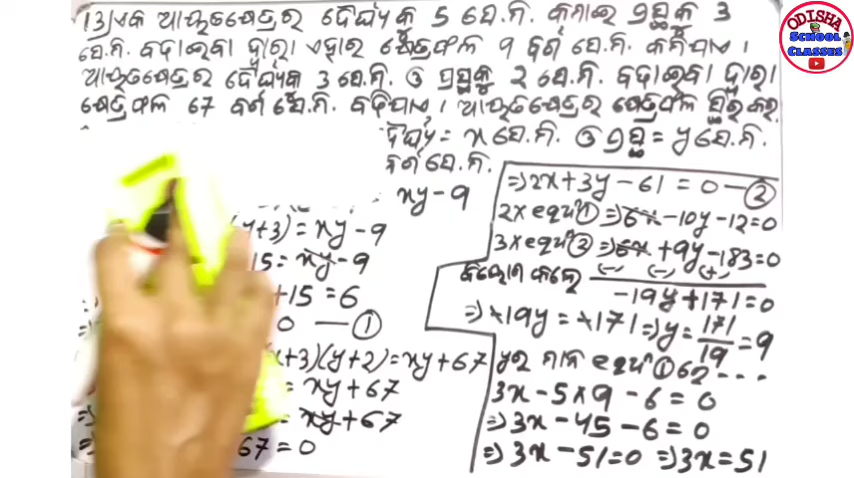 13) ଏକ ଆୟତକ୍ଷେତ୍ରର ଦୈର୍ଘ୍ୟକୁ 5 ସେ.ମି. କମାଇ ପ୍ରସ୍ଥକୁ 3
ସେ.ମି. ବଢାଇବା ଦ୍ୱାରା ଏହାର କ୍ଷେତ୍ରଫଳ 9 ବର୍ଗ ସେ.ମି. କମିଯାଏ ।
ଆୟତକ୍ଷେତ୍ରର ଦୈର୍ଘ୍ୟକୁ 3 ସେ.ମି. ଓ ପ୍ରସ୍ଥକୁ 2 ସେ.ମି. ବଢାଇବା ଦ୍ୱାରା
କ୍ଷେତ୍ରଫଳ 67 ବର୍ଗ ସେ.ମି. ବଢିଯାଏ । ଆୟତକ୍ଷେତ୍ରର କ୍ଷେତ୍ରଫଳ ସ୍ଥିର କର
ଦୈର୍ଘ୍ୟ = x ସେ.ମି. ଓ ପ୍ରସ୍ଥ = y ସେ.ମି.
ବର୍ଗ ସେ.ମି.
xy - 9
(y+3) = xy - 9
15 = xy - 9
+ 15 = 6
0 — ①
x+3)(y+2) = xy + 67
= xy + 67
= xy + 67
67 = 0
⇒ 2x + 3y - 61 = 0 — ②
2 x equⁿ ① ⇒ 6x - 10y - 12 = 0
3 x equⁿ ② ⇒ 6x + 9y - 183 = 0
(-) (-) (+)
ବିୟୋଗ କଲେ
-19y + 171 = 0
⇒ -19y = -171 ⇒ y = 171/19 = 9
y ର ମାନ equⁿ ① ରେ ---
3x - 5 x 9 - 6 = 0
⇒ 3x - 45 - 6 = 0
⇒ 3x - 51 = 0 ⇒ 3x = 51
ODISHA
SCHOOL
CLASSES